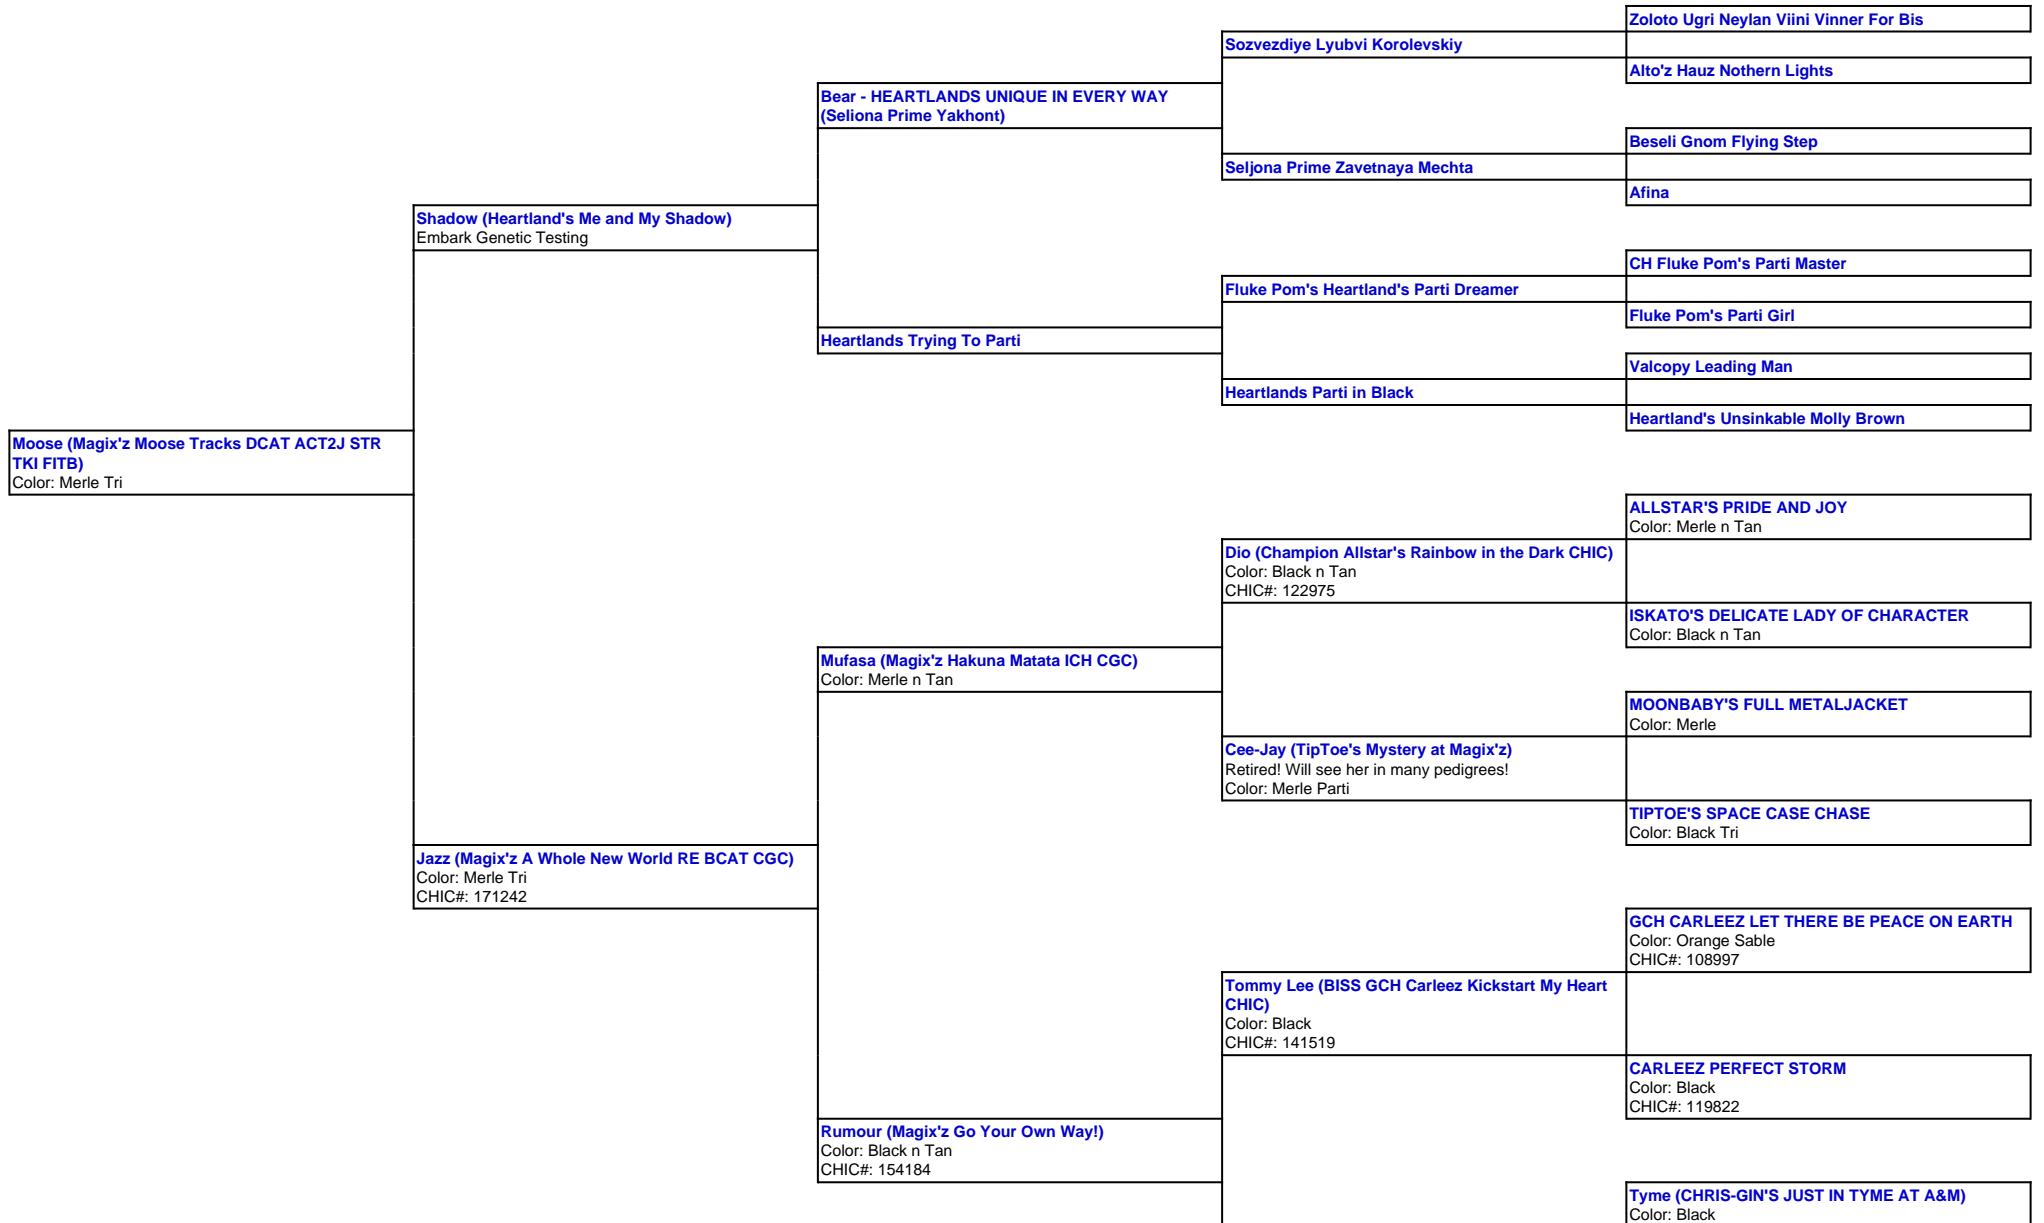 Zoloto Ugri Neylan Viini Vinner For Bis
Sozvezdiye Lyubvi Korolevskiy
Alto'z Hauz Nothern Lights
Bear - HEARTLANDS UNIQUE IN EVERY WAY
(Seliona Prime Yakhont)
Beseli Gnom Flying Step
Seljona Prime Zavetnaya Mechta
Afina
Shadow (Heartland's Me and My Shadow)
Embark Genetic Testing
CH Fluke Pom's Parti Master
Fluke Pom's Heartland's Parti Dreamer
Fluke Pom's Parti Girl
Heartlands Trying To Parti
Valcopy Leading Man
Heartlands Parti in Black
Heartland's Unsinkable Molly Brown
Moose (Magix'z Moose Tracks DCAT ACT2J STR
TKI FITB)
Color: Merle Tri
ALLSTAR'S PRIDE AND JOY
Color: Merle n Tan
Dio (Champion Allstar's Rainbow in the Dark CHIC)
Color: Black n Tan
CHIC#: 122975
ISKATO'S DELICATE LADY OF CHARACTER
Color: Black n Tan
Mufasa (Magix'z Hakuna Matata ICH CGC)
Color: Merle n Tan
MOONBABY'S FULL METALJACKET
Color: Merle
Cee-Jay (TipToe's Mystery at Magix'z)
Retired! Will see her in many pedigrees!
Color: Merle Parti
TIPTOE'S SPACE CASE CHASE
Color: Black Tri
Jazz (Magix'z A Whole New World RE BCAT CGC)
Color: Merle Tri
CHIC#: 171242
GCH CARLEEZ LET THERE BE PEACE ON EARTH
Color: Orange Sable
CHIC#: 108997
Tommy Lee (BISS GCH Carleez Kickstart My Heart
CHIC)
Color: Black
CHIC#: 141519
CARLEEZ PERFECT STORM
Color: Black
CHIC#: 119822
Rumour (Magix'z Go Your Own Way!)
Color: Black n Tan
CHIC#: 154184
Tyme (CHRIS-GIN'S JUST IN TYME AT A&M)
Color: Black